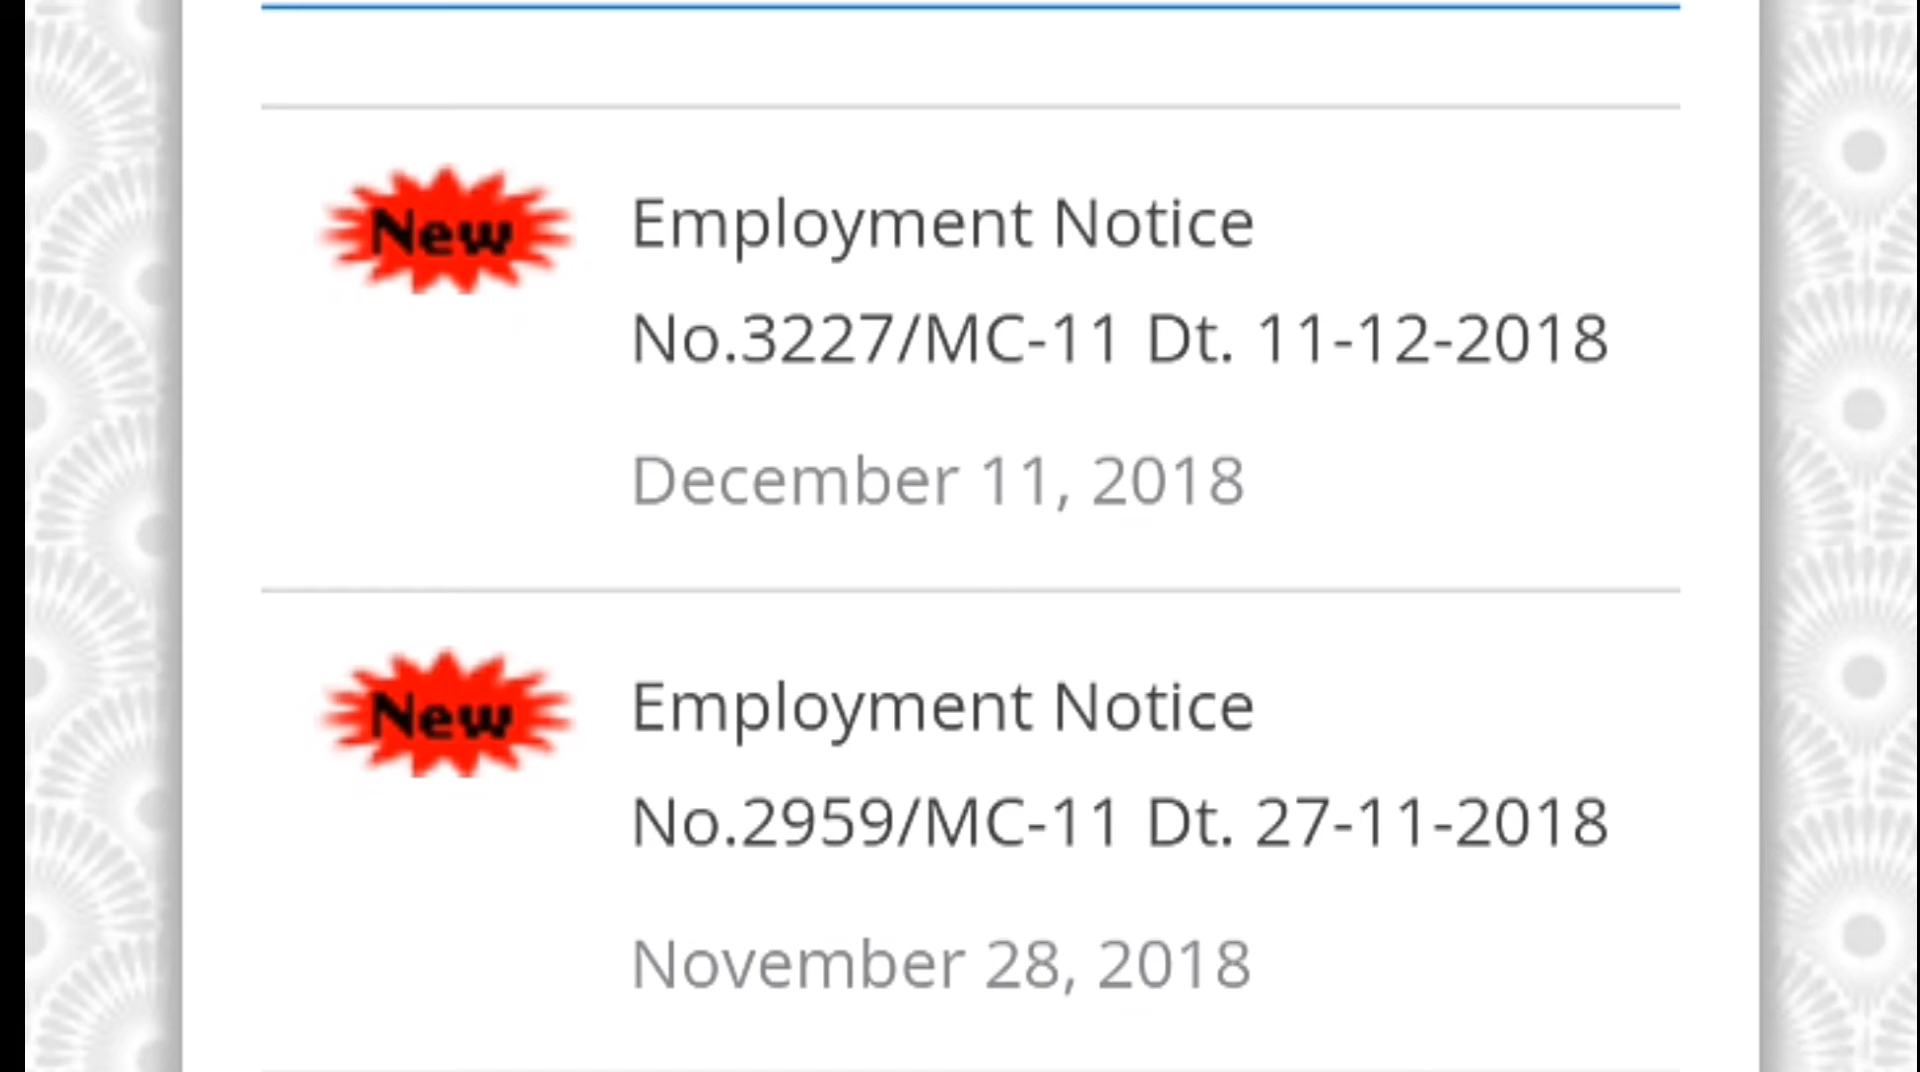 New
Employment Notice
No.3227/MC-11 Dt. 11-12-2018
December 11, 2018
New
Employment Notice
No.2959/MC-11 Dt. 27-11-2018
November 28, 2018